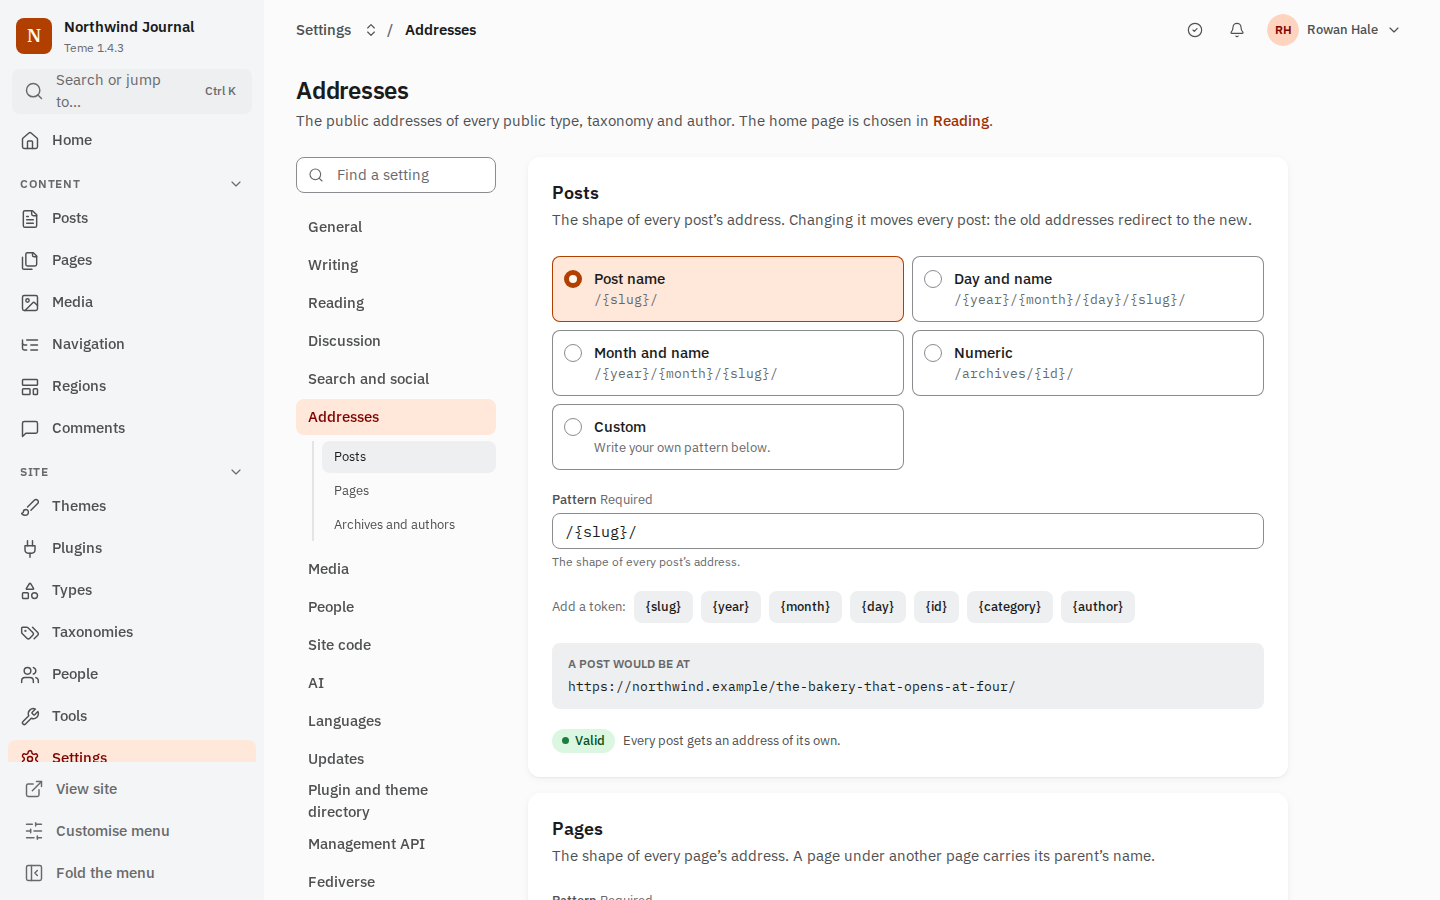 N
Northwind Journal
Teme 1.4.3
Search or jump to...
Ctrl K
Home
CONTENT
Posts
Pages
Media
Navigation
Regions
Comments
SITE
Themes
Plugins
Types
Taxonomies
People
Tools
Settings
View site
Customise menu
Fold the menu
Settings / Addresses
RH
Rowan Hale
Addresses
The public addresses of every public type, taxonomy and author. The home page is chosen in Reading.
Find a setting
General
Writing
Reading
Discussion
Search and social
Addresses
Posts
Pages
Archives and authors
Media
People
Site code
AI
Languages
Updates
Plugin and theme
directory
Management API
Fediverse
Posts
The shape of every post’s address. Changing it moves every post: the old addresses redirect to the new.
Post name
/{slug}/
Day and name
/{year}/{month}/{day}/{slug}/
Month and name
/{year}/{month}/{slug}/
Numeric
/archives/{id}/
Custom
Write your own pattern below.
Pattern Required
/{slug}/
The shape of every post’s address.
Add a token: {slug} {year} {month} {day} {id} {category} {author}
A POST WOULD BE AT
https://northwind.example/the-bakery-that-opens-at-four/
Valid
Every post gets an address of its own.
Pages
The shape of every page’s address. A page under another page carries its parent’s name.
Pattern Required